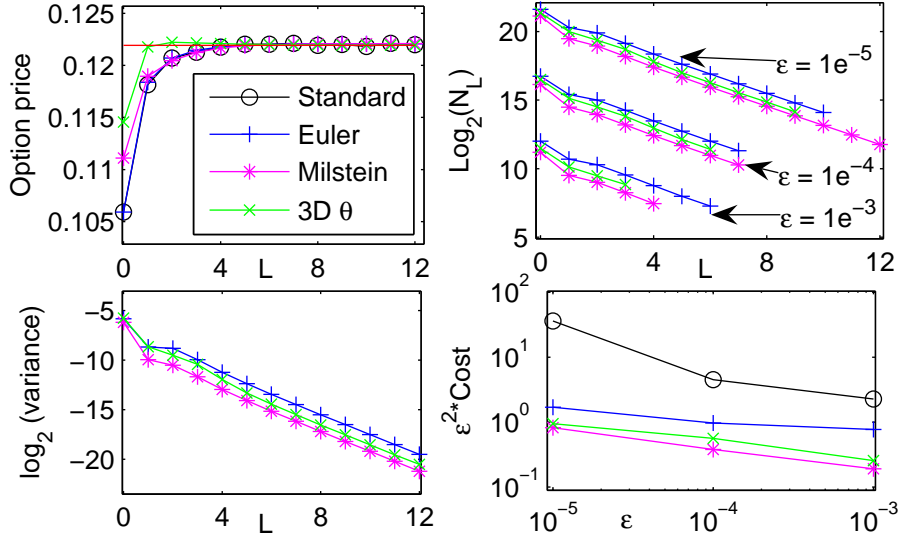 Option price
0.12
0.115
0.11
0.105
Standard
Euler
Milstein
3D θ
0 4 8 12
L
Log2(NL)
20
15
10
5
ε = 1e-5
ε = 1e-4
ε = 1e-3
0 4 8 12
L
log2 (variance)
−5
−10
−15
−20
0 4 8 12
L
ε2*Cost
10^2
10^1
10^0
10^−1
10^−5 10^−4 10^−3
ε